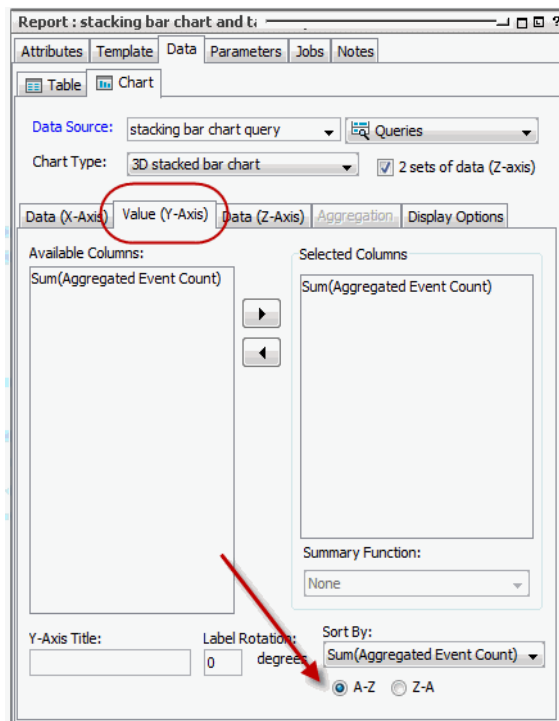 Report : stacking bar chart and ta
Attributes Template Data Parameters Jobs Notes
Table Chart
Data Source: stacking bar chart query Queries
Chart Type: 3D stacked bar chart 2 sets of data (Z-axis)
Data (X-Axis) Value (Y-Axis) Data (Z-Axis) Aggregation Display Options
Available Columns: Selected Columns
Sum(Aggregated Event Count) Sum(Aggregated Event Count)
Summary Function:
None
Y-Axis Title: Label Rotation: Sort By:
0 degrees Sum(Aggregated Event Count)
A-Z Z-A